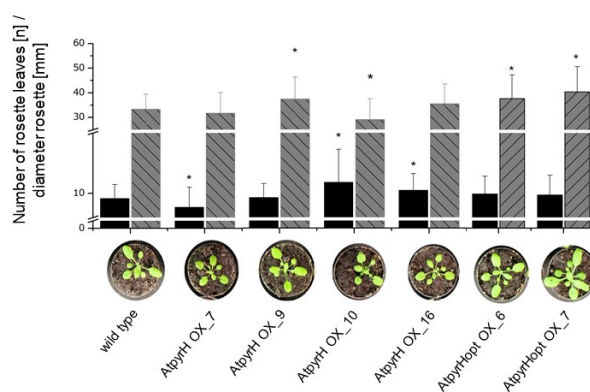 Number of rosette leaves [n] /
diameter rosette [mm]
60
50
40
30
10
0
*
*
*
*
*
*
*
wild type
AtpyrH OX_7
AtpyrH OX_9
AtpyrH OX_10
AtpyrH OX_16
AtpyrHopt OX_6
AtpyrHopt OX_7